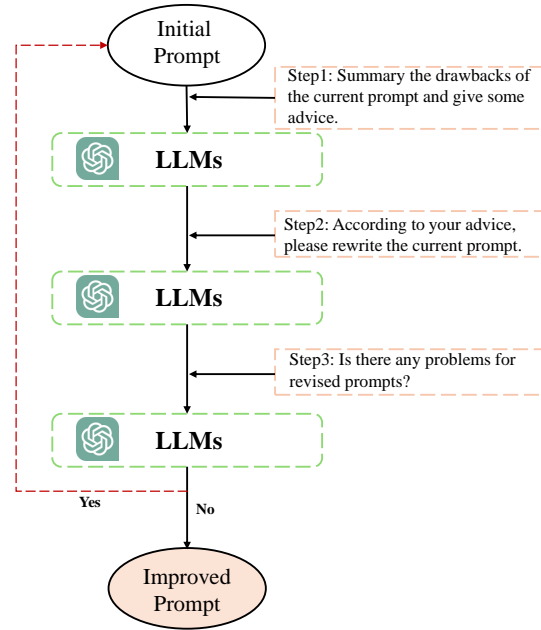 Initial
Prompt
Step1: Summary the drawbacks of
the current prompt and give some
advice.
LLMs
Step2: According to your advice,
please rewrite the current prompt.
LLMs
Step3: Is there any problems for
revised prompts?
LLMs
Yes
No
Improved
Prompt